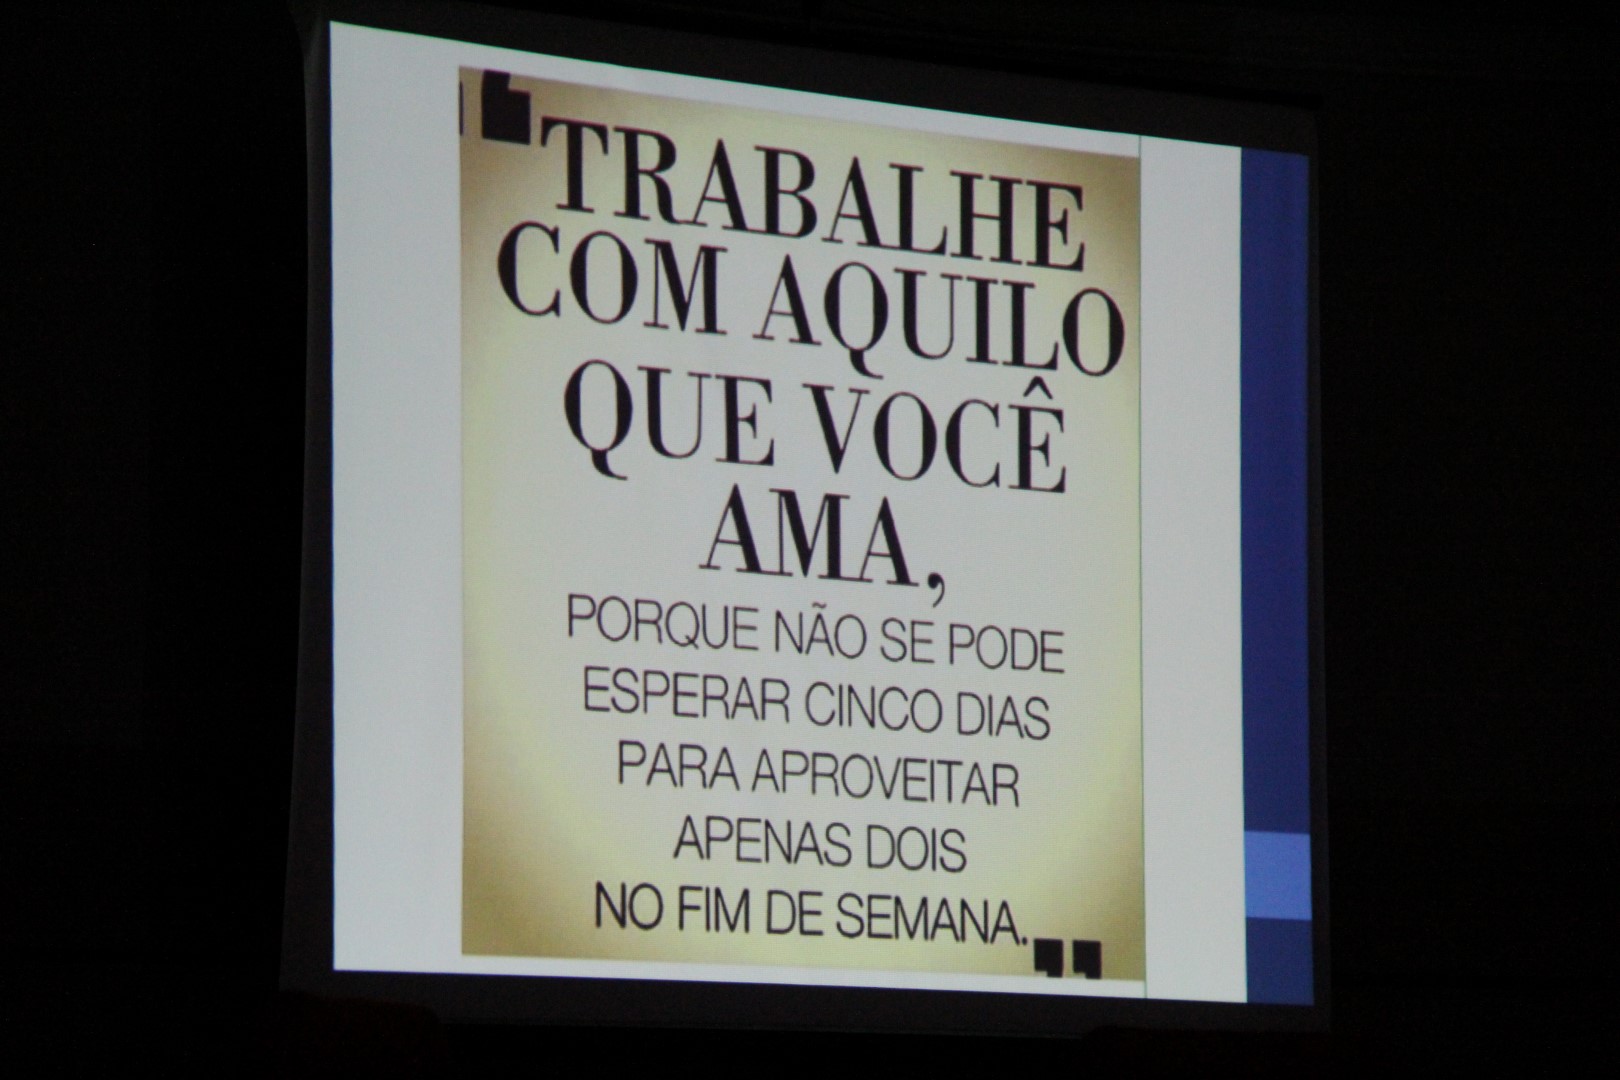 "TRABALHE
COM AQUILO
QUE VOCÊ
AMA,
PORQUE NÃO SE PODE
ESPERAR CINCO DIAS
PARA APROVEITAR
APENAS DOIS
NO FIM DE SEMANA."